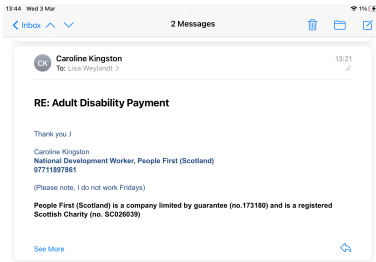 13:44 Wed 3 Mar 1%
Inbox 2 Messages
CK Caroline Kingston 13:21
To: Lisa Weylandt >
RE: Adult Disability Payment
Thank you J
Caroline Kingston
National Development Worker, People First (Scotland)
07711897861
(Please note, I do not work Fridays)
People First (Scotland) is a company limited by guarantee (no.173180) and is a registered
Scottish Charity (no. SC026039)
See More